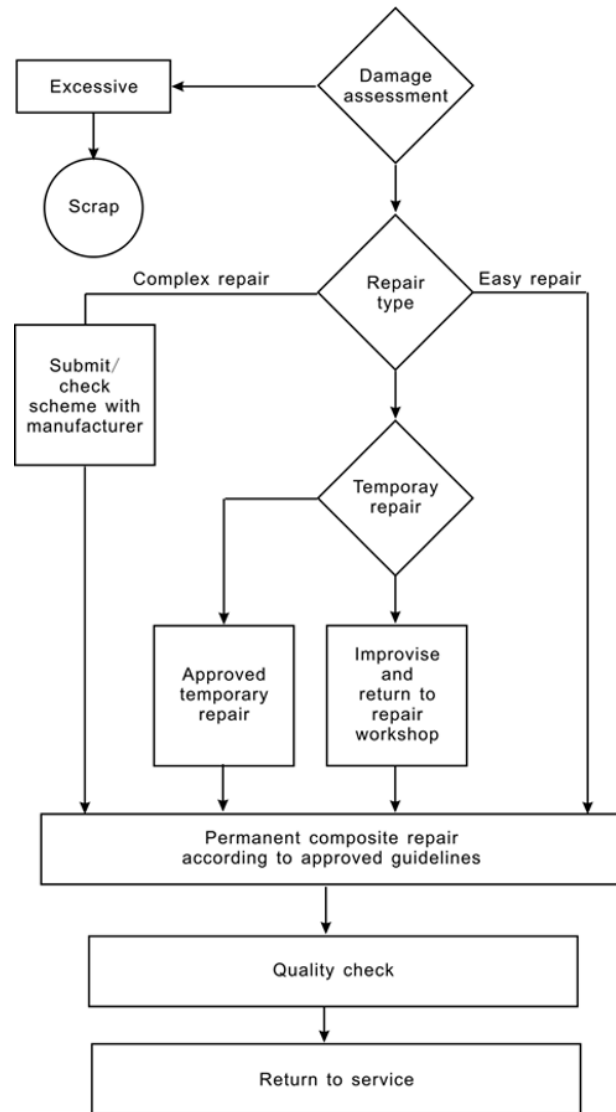 Damage
assessment
Excessive
Scrap
Complex repair
Repair
type
Easy repair
Submit/
check
scheme with
manufacturer
Temporay
repair
Approved
temporary
repair
Improvise
and
return to
repair
workshop
Permanent composite repair
according to approved guidelines
Quality check
Return to service